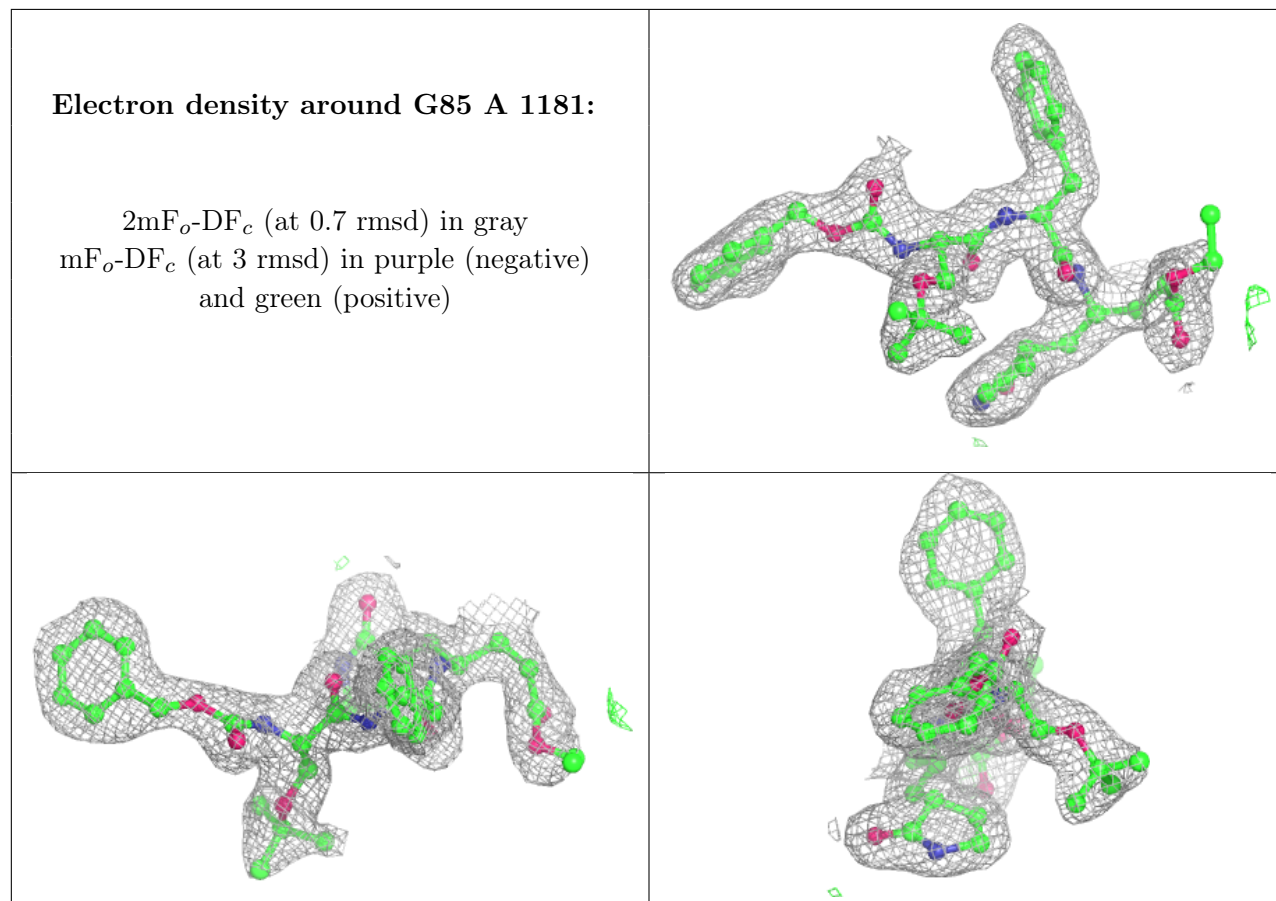 Electron density around G85 A 1181:
2mFₒ-DF𝒸 (at 0.7 rmsd) in gray
mFₒ-DF𝒸 (at 3 rmsd) in purple (negative)
and green (positive)